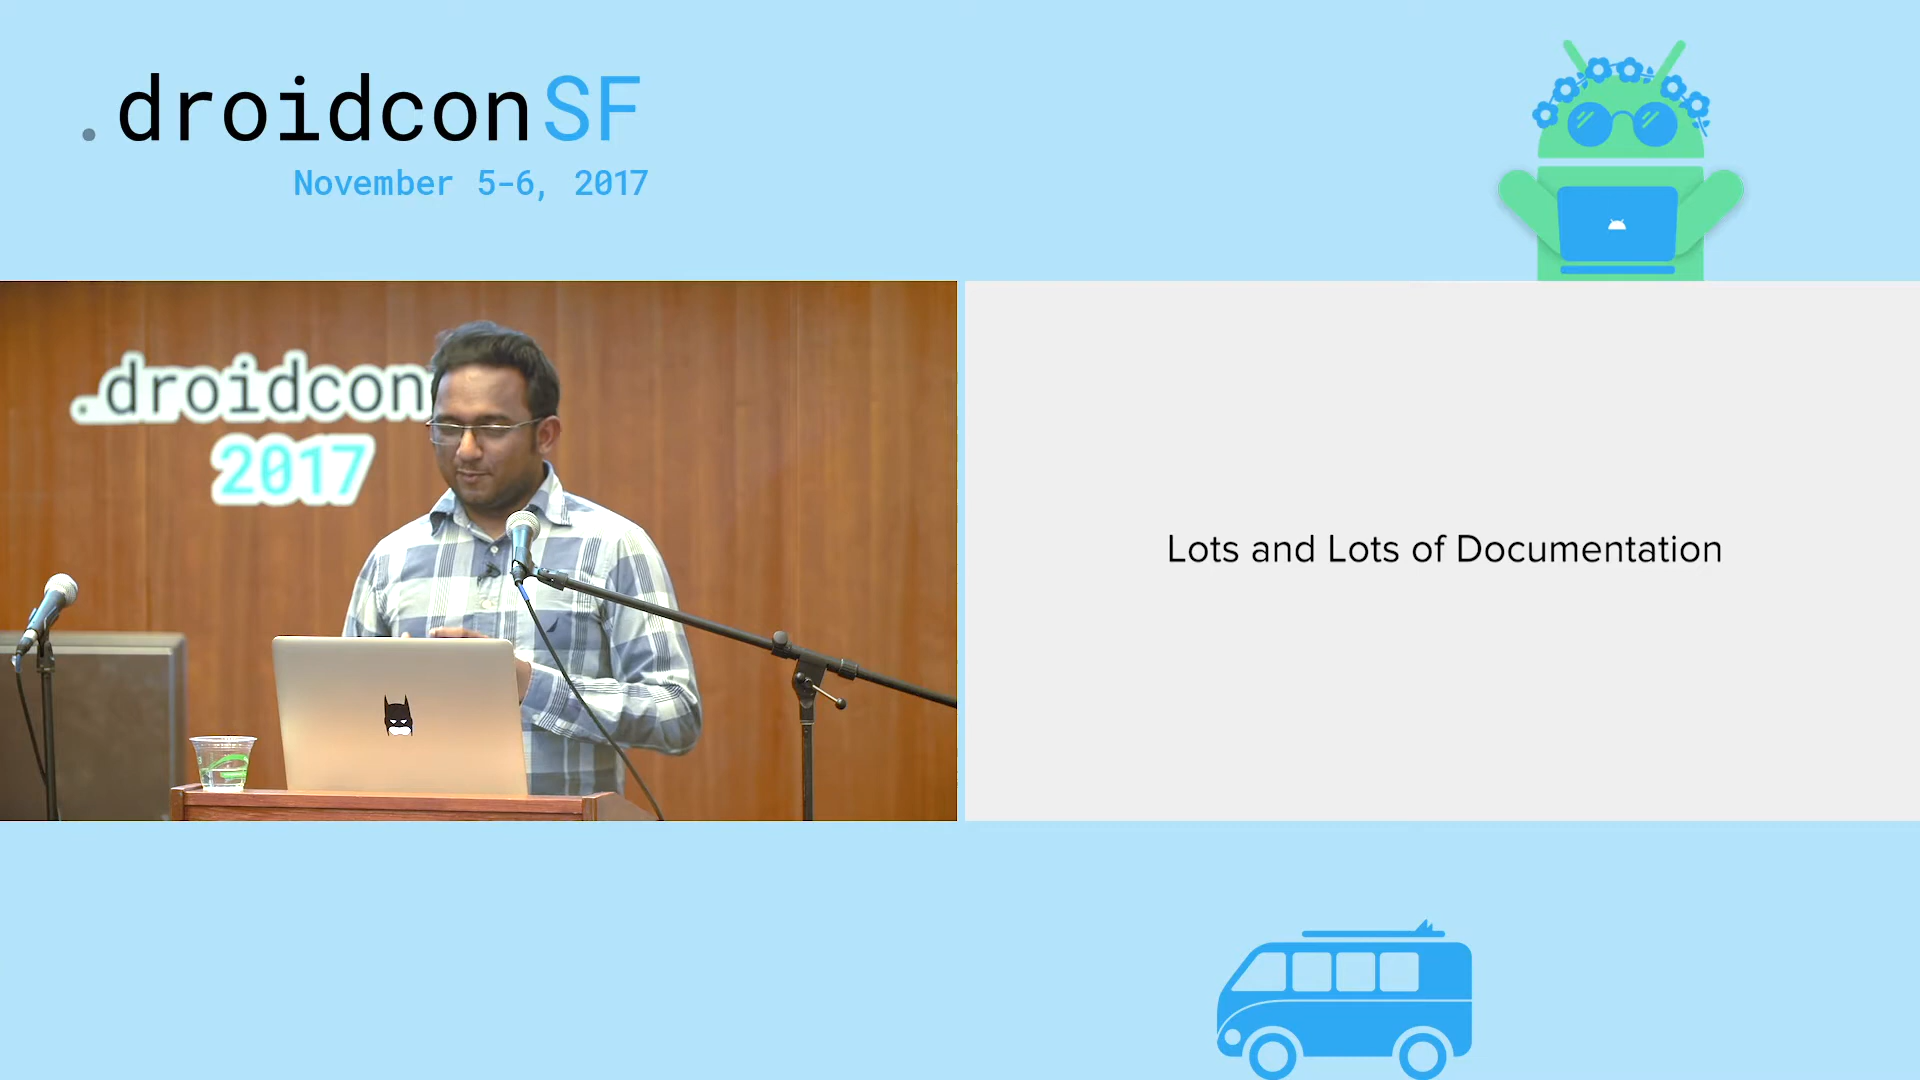 .droidconSF
November 5-6, 2017
.droidcon
2017
Lots and Lots of Documentation